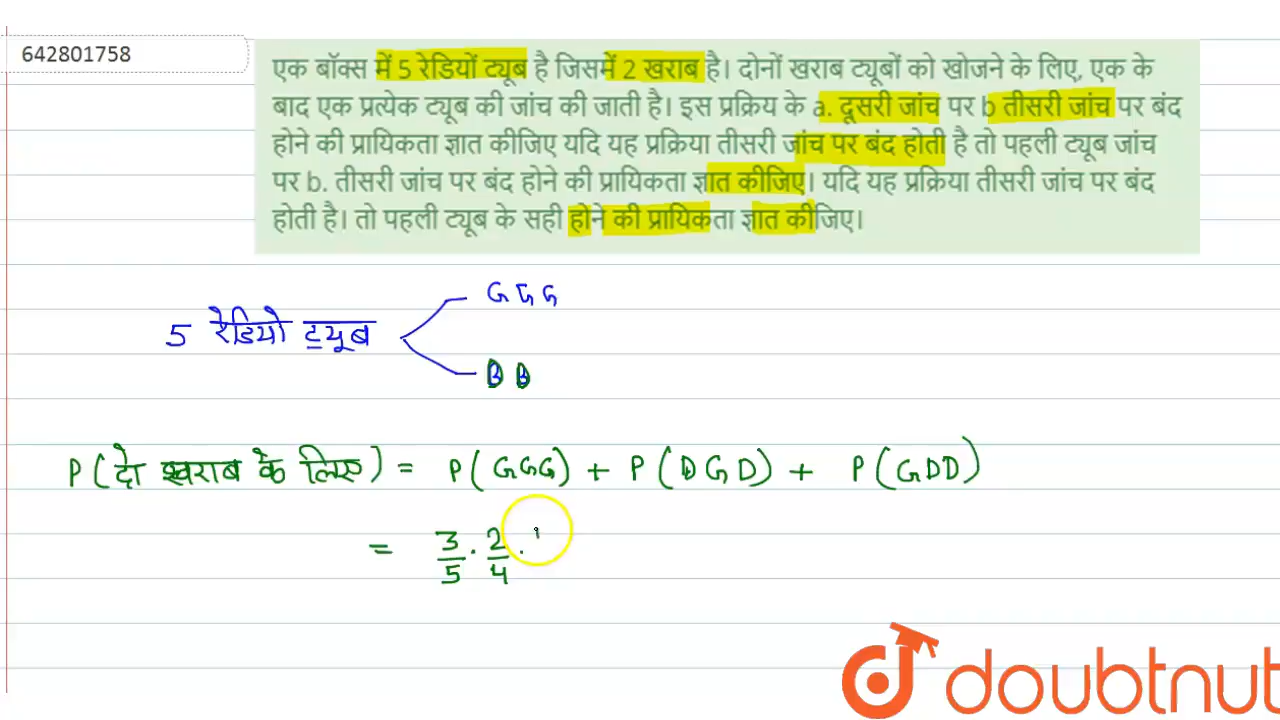 642801758
एक बॉक्स में 5 रेडियों ट्यूब है जिसमें 2 खराब है। दोनों खराब ट्यूबों को खोजने के लिए, एक के
बाद एक प्रत्येक ट्यूब की जांच की जाती है। इस प्रक्रिय के a. दूसरी जांच पर b तीसरी जांच पर बंद
होने की प्रायिकता ज्ञात कीजिए यदि यह प्रक्रिया तीसरी जांच पर बंद होती है तो पहली ट्यूब जांच
पर b. तीसरी जांच पर बंद होने की प्रायिकता ज्ञात कीजिए। यदि यह प्रक्रिया तीसरी जांच पर बंद
होती है। तो पहली ट्यूब के सही होने की प्रायिकता ज्ञात कीजिए।
G G G
5 रेडियो ट्यूब
D D
P(दो खराब के लिए) = P(GGG) + P(DGD) + P(GDD)
= 3/5 . 2/4 .
doubtnut